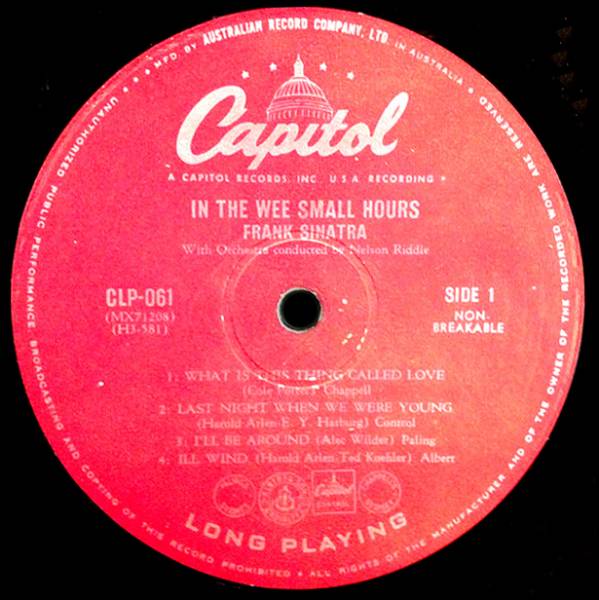 MFD. BY AUSTRALIAN RECORD COMPANY, LTD. IN AUSTRALIA
Capitol
A CAPITOL RECORDS, INC., U.S.A. RECORDING
IN THE WEE SMALL HOURS
FRANK SINATRA
With Orchestra conducted by Nelson Riddle
CLP-061
(MX71208)
(H1-581)
SIDE 1
NON-
BREAKABLE
1: WHAT IS THIS THING CALLED LOVE
(Cole Porter) Chappell
2: LAST NIGHT WHEN WE WERE YOUNG
(Harold Arlen-E. Y. Harburg) Control
3: I'LL BE AROUND (Alec Wilder) Paling
4: ILL WIND (Harold Arlen-Ted Koehler) Albert
Capitol
LONG PLAYING
UNAUTHORIZED PUBLIC PERFORMANCE, BROADCASTING AND COPYING OF THIS RECORD PROHIBITED • ALL RIGHTS OF THE MANUFACTURER AND OF THE OWNER OF THE RECORDED WORK ARE RESERVED